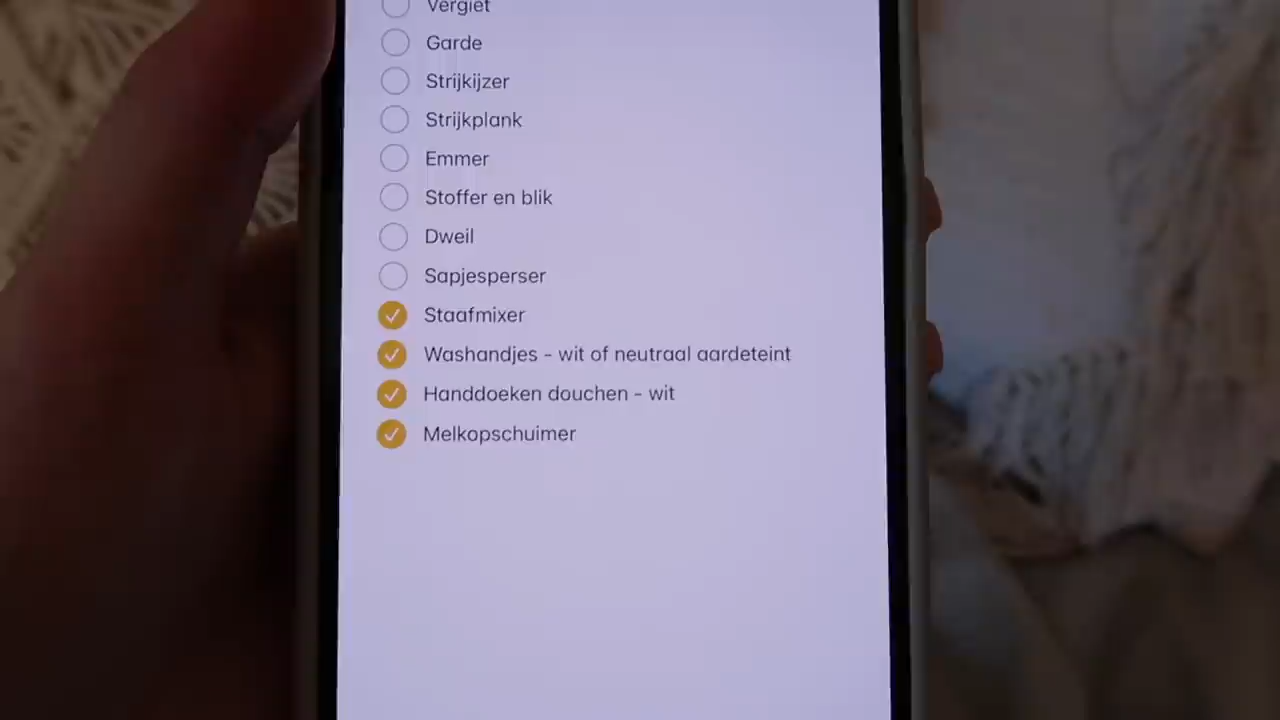 Vergiet
Garde
Strijkijzer
Strijkplank
Emmer
Stoffer en blik
Dweil
Sapjesperser
Staafmixer
Washandjes - wit of neutraal aardeteint
Handdoeken douchen - wit
Melkopschuimer